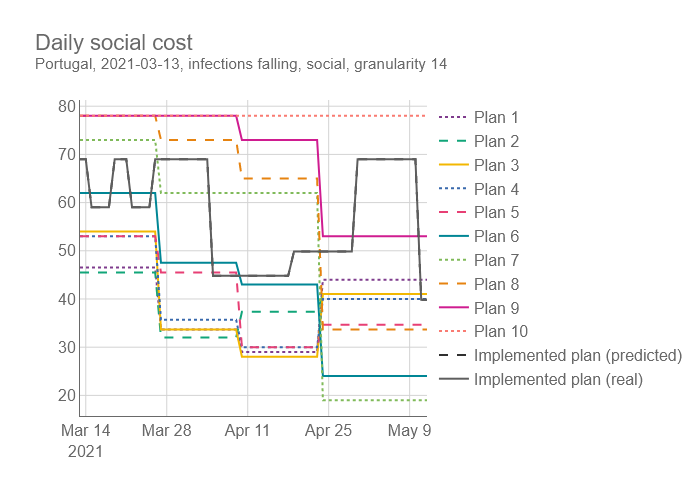 Daily social cost
Portugal, 2021-03-13, infections falling, social, granularity 14
80
70
60
50
40
30
20
Mar 14
2021
Mar 28
Apr 11
Apr 25
May 9
Plan 1
Plan 2
Plan 3
Plan 4
Plan 5
Plan 6
Plan 7
Plan 8
Plan 9
Plan 10
Implemented plan (predicted)
Implemented plan (real)